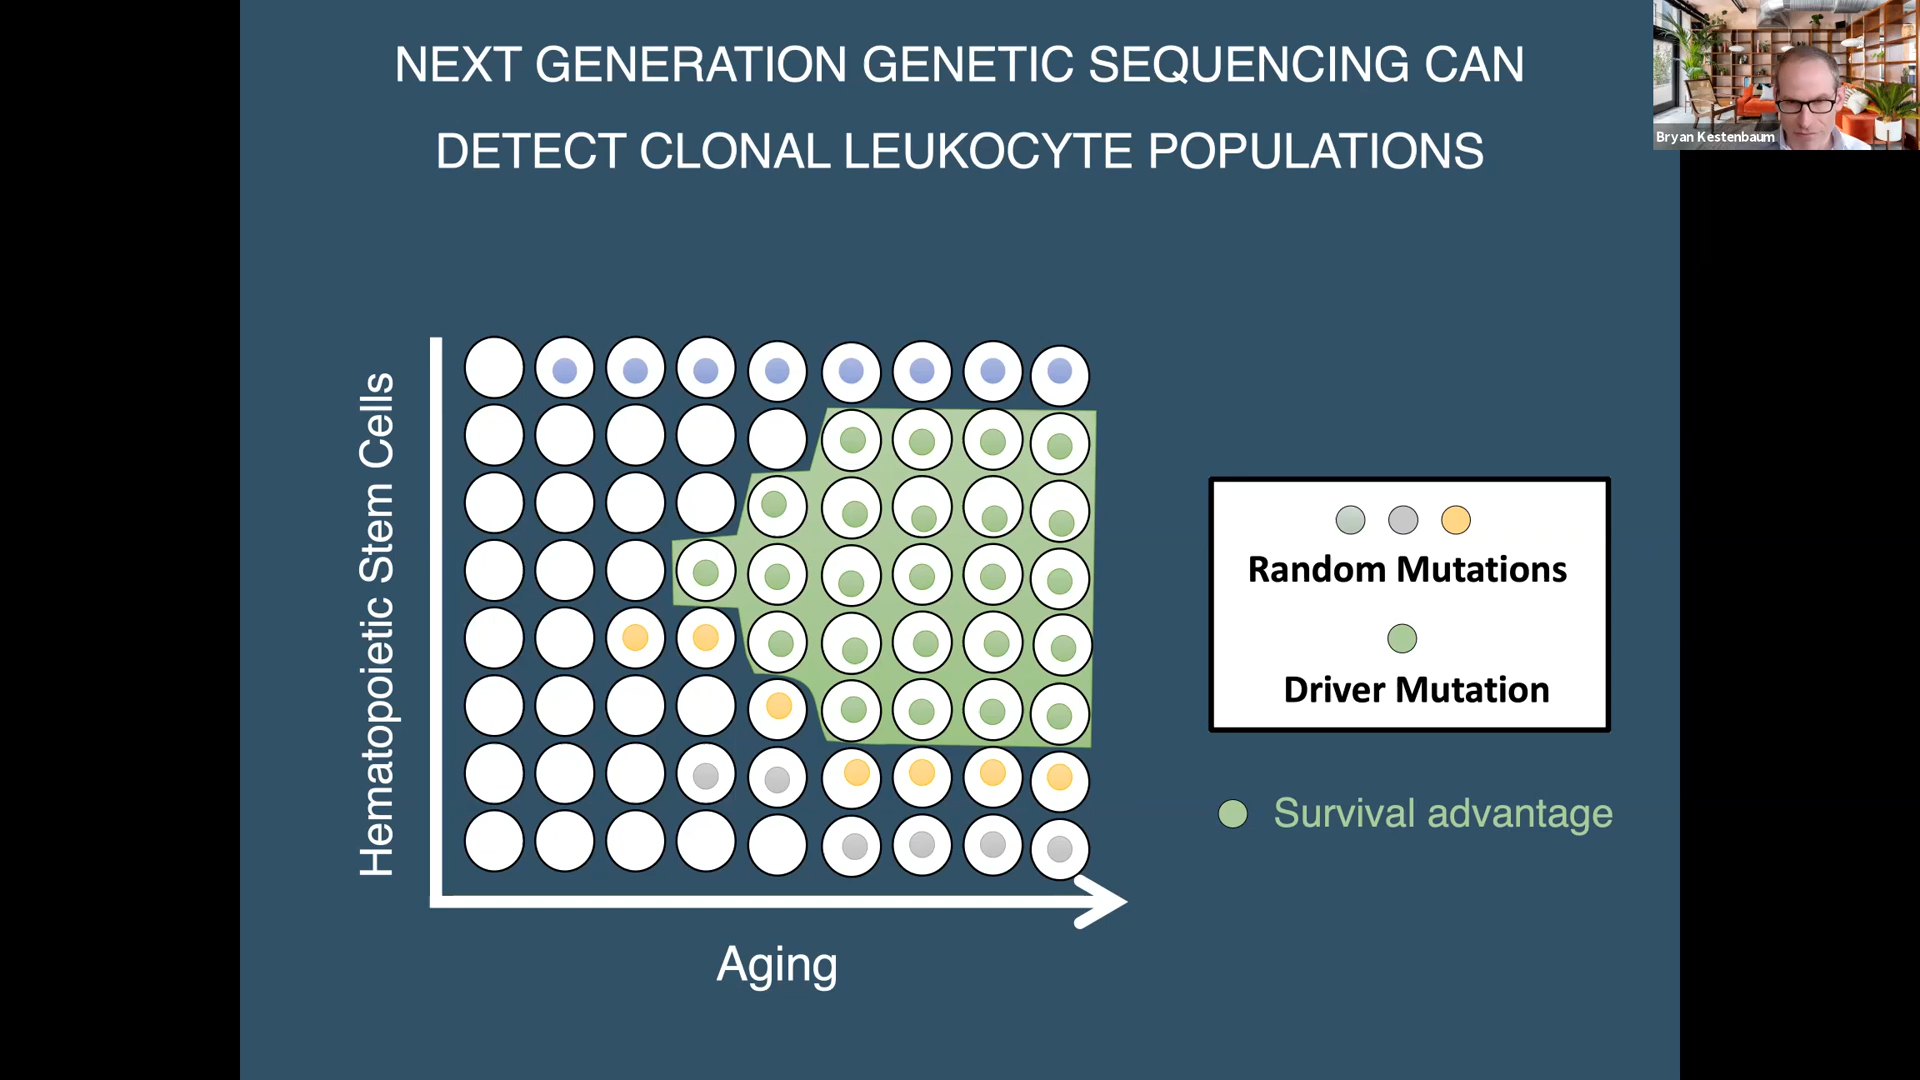 NEXT GENERATION GENETIC SEQUENCING CAN
DETECT CLONAL LEUKOCYTE POPULATIONS
Bryan Kestenbaum
Hematopoietic Stem Cells
Aging
Random Mutations
Driver Mutation
Survival advantage